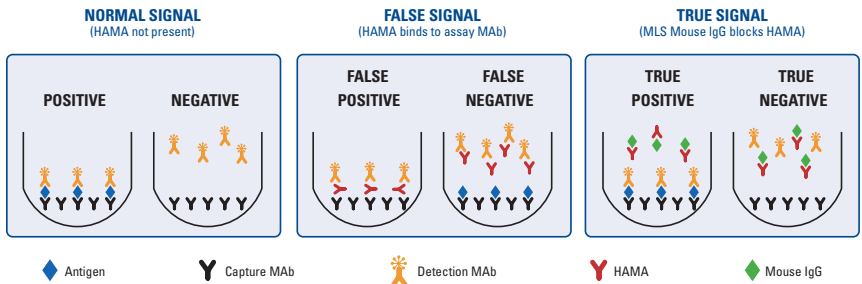 NORMAL SIGNAL
(HAMA not present)
POSITIVE
NEGATIVE
FALSE SIGNAL
(HAMA binds to assay MAb)
FALSE
POSITIVE
FALSE
NEGATIVE
TRUE SIGNAL
(MLS Mouse IgG blocks HAMA)
TRUE
POSITIVE
TRUE
NEGATIVE
Antigen
Capture MAb
Detection MAb
HAMA
Mouse IgG